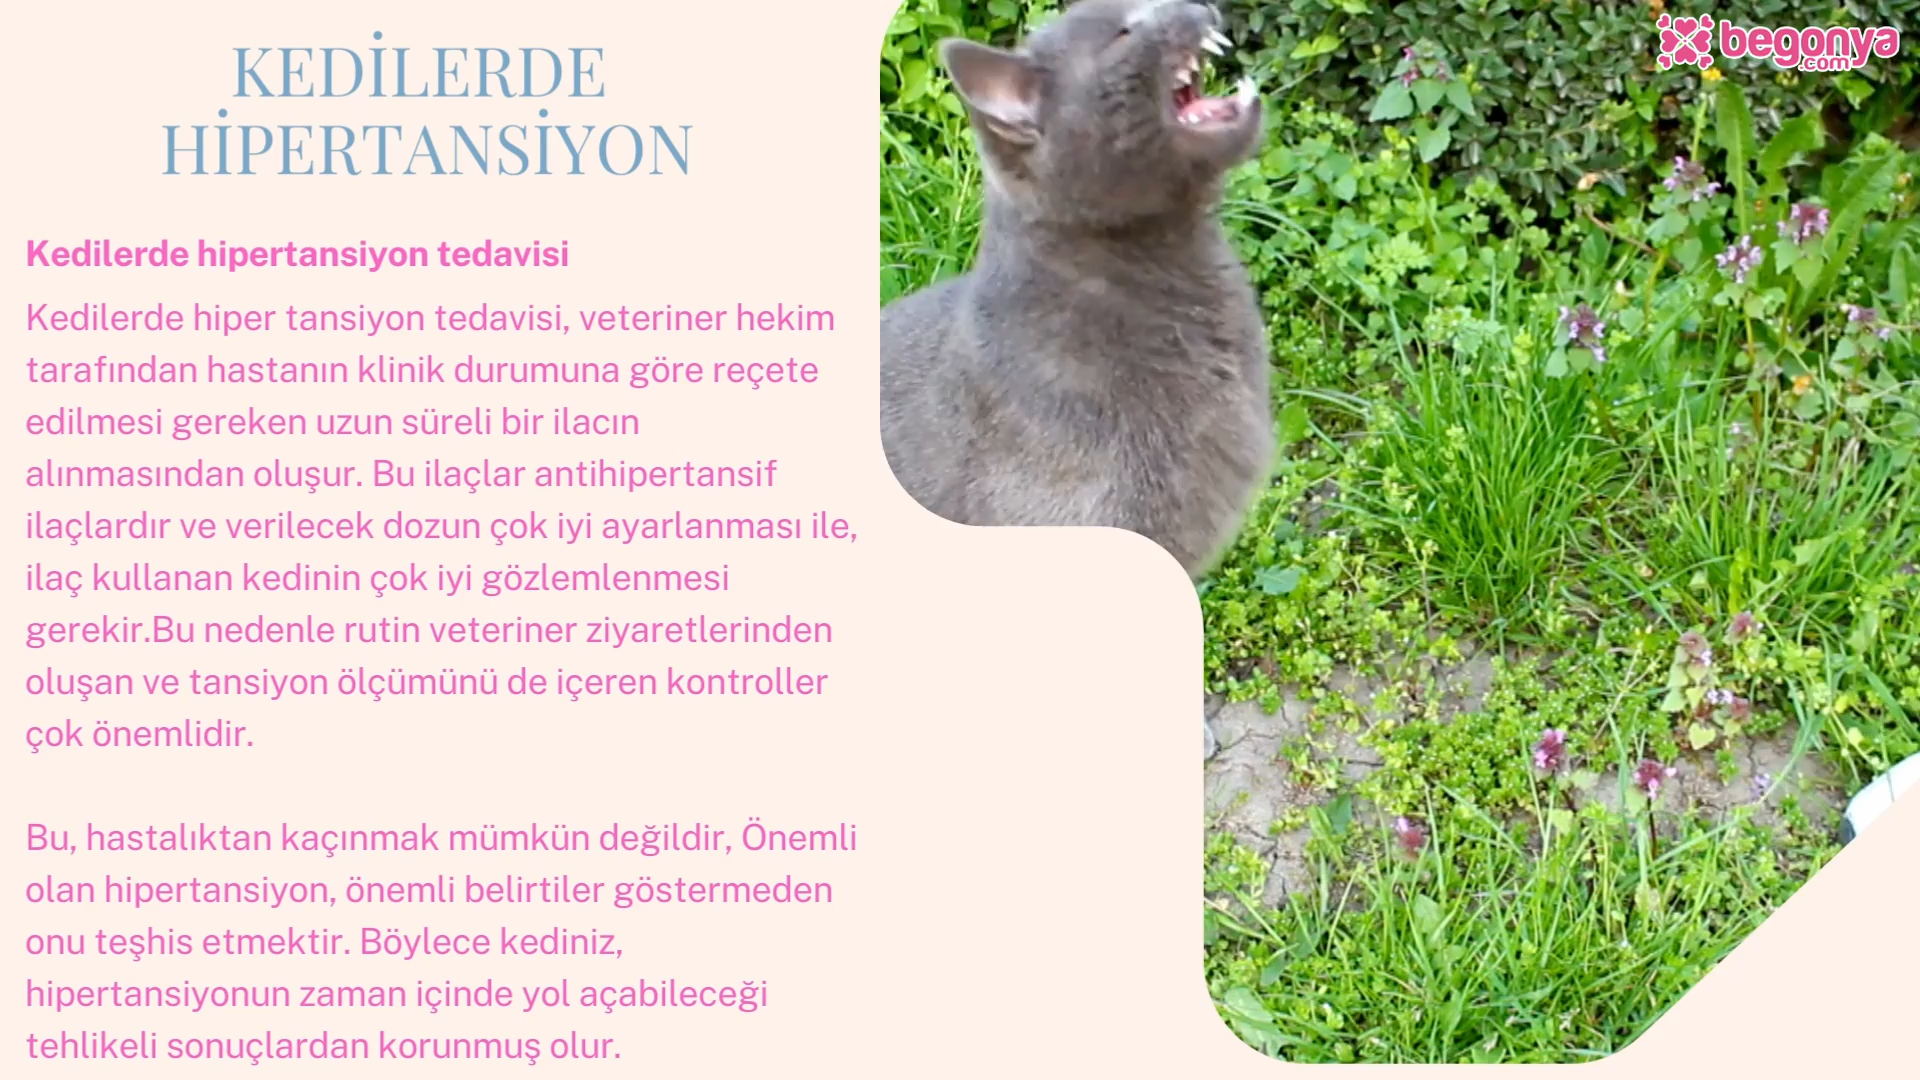 KEDİLERDE
HİPERTANSİYON
Kedilerde hipertansiyon tedavisi
Kedilerde hiper tansiyon tedavisi, veteriner hekim
tarafından hastanın klinik durumuna göre reçete
edilmesi gereken uzun süreli bir ilacın
alınmasından oluşur. Bu ilaçlar antihipertansif
ilaçlardır ve verilecek dozun çok iyi ayarlanması ile,
ilaç kullanan kedinin çok iyi gözlemlenmesi
gerekir.Bu nedenle rutin veteriner ziyaretlerinden
oluşan ve tansiyon ölçümünü de içeren kontroller
çok önemlidir.
Bu, hastalıktan kaçınmak mümkün değildir, Önemli
olan hipertansiyon, önemli belirtiler göstermeden
onu teşhis etmektir. Böylece kediniz,
hipertansiyonun zaman içinde yol açabileceği
tehlikeli sonuçlardan korunmuş olur.
begonya
.com